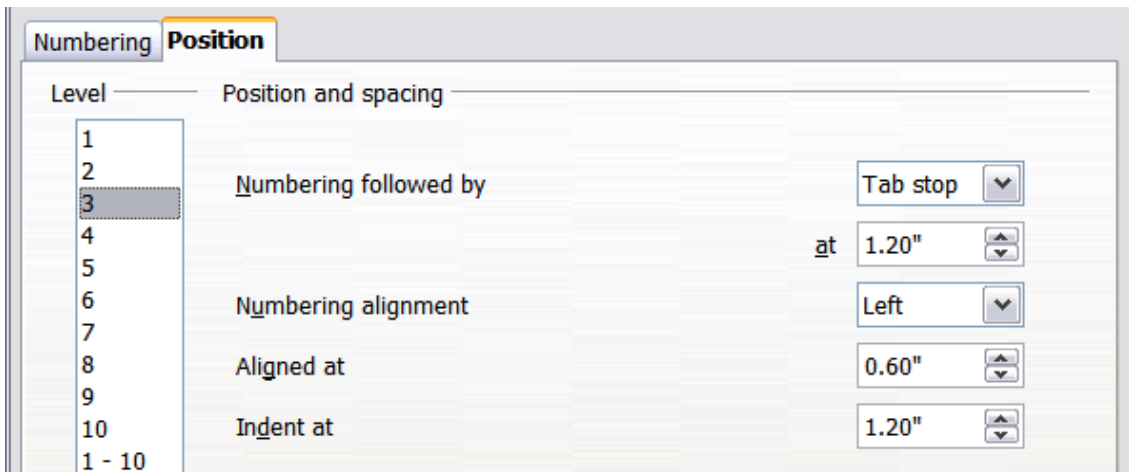 Numbering Position
Level Position and spacing
1
2
3
4
5
6
7
8
9
10
1 - 10
Numbering followed by Tab stop
at 1.20"
Numbering alignment Left
Aligned at 0.60"
Indent at 1.20"